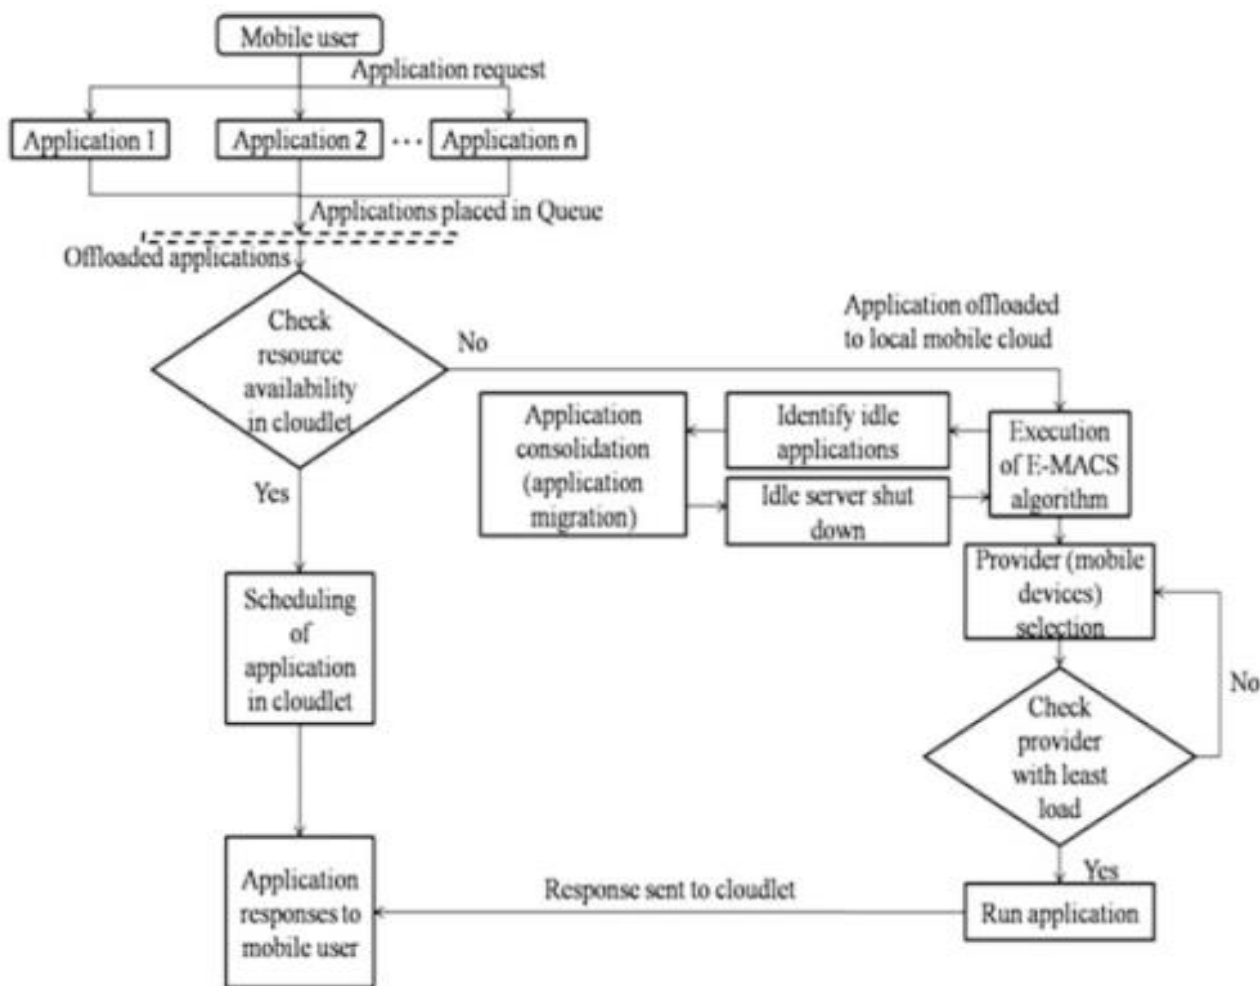 Mobile user
Application request
Application 1
Application 2
...
Application n
Applications placed in Queue
Offloaded applications
Check
resource
availability
in cloudlet
No
Application offloaded
to local mobile cloud
Application
consolidation
(application
migration)
Identify idle
applications
Execution
of E-MACS
algorithm
Idle server shut
down
Yes
Provider (mobile
devices)
selection
Scheduling
of
application
in cloudlet
No
Check
provider
with least
load
Yes
Application
responses to
mobile user
Response sent to cloudlet
Run application